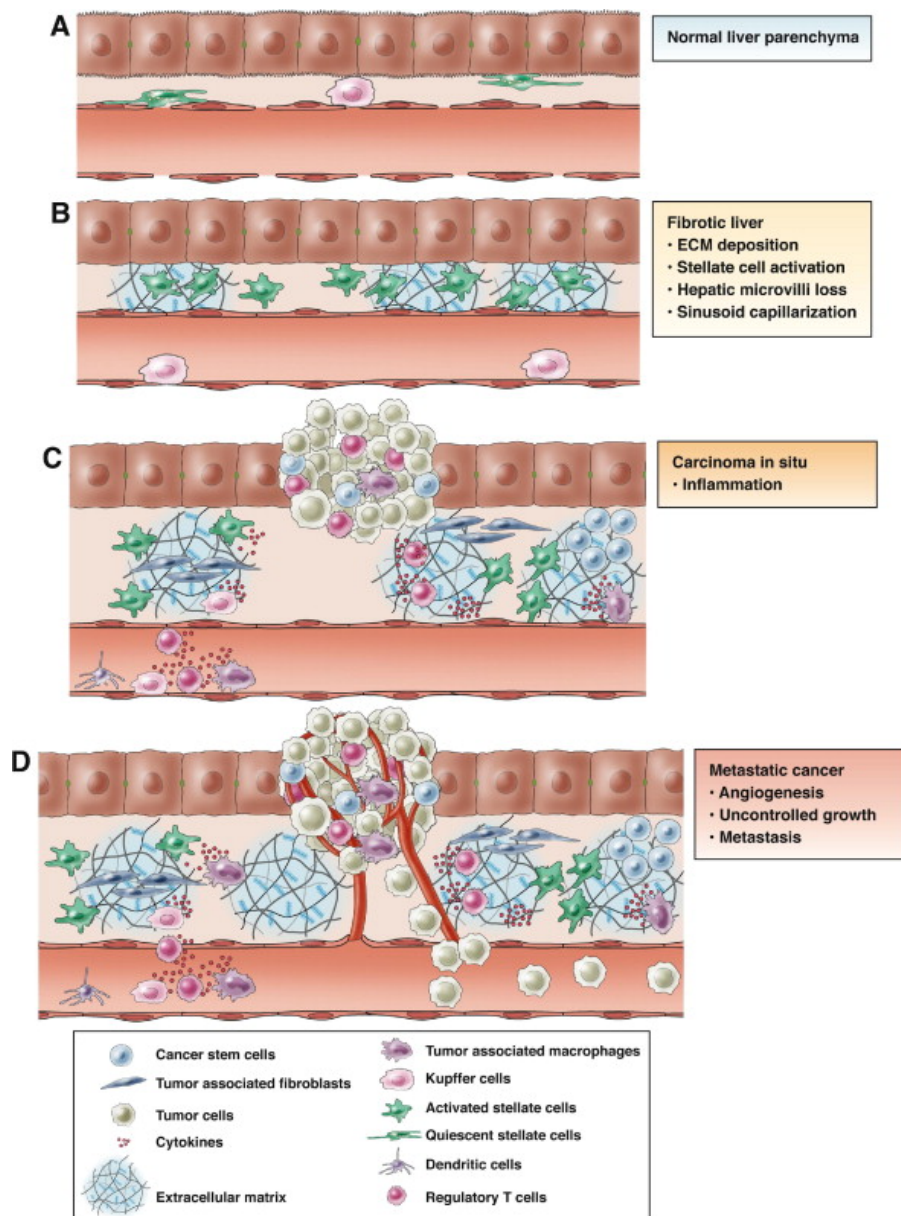 A
Normal liver parenchyma
B
Fibrotic liver
• ECM deposition
• Stellate cell activation
• Hepatic microvilli loss
• Sinusoid capillarization
C
Carcinoma in situ
• Inflammation
D
Metastatic cancer
• Angiogenesis
• Uncontrolled growth
• Metastasis
Cancer stem cells
Tumor associated fibroblasts
Tumor cells
Cytokines
Extracellular matrix
Tumor associated macrophages
Kupffer cells
Activated stellate cells
Quiescent stellate cells
Dendritic cells
Regulatory T cells